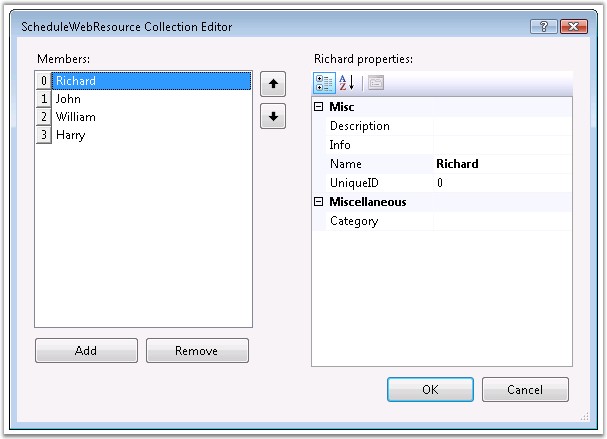 ScheduleWebResource Collection Editor
?
Members:
0 Richard
1 John
2 William
3 Harry
Add
Remove
Richard properties:
A
Z
Misc
Description
Info
Name Richard
UniqueID 0
Miscellaneous
Category
OK
Cancel